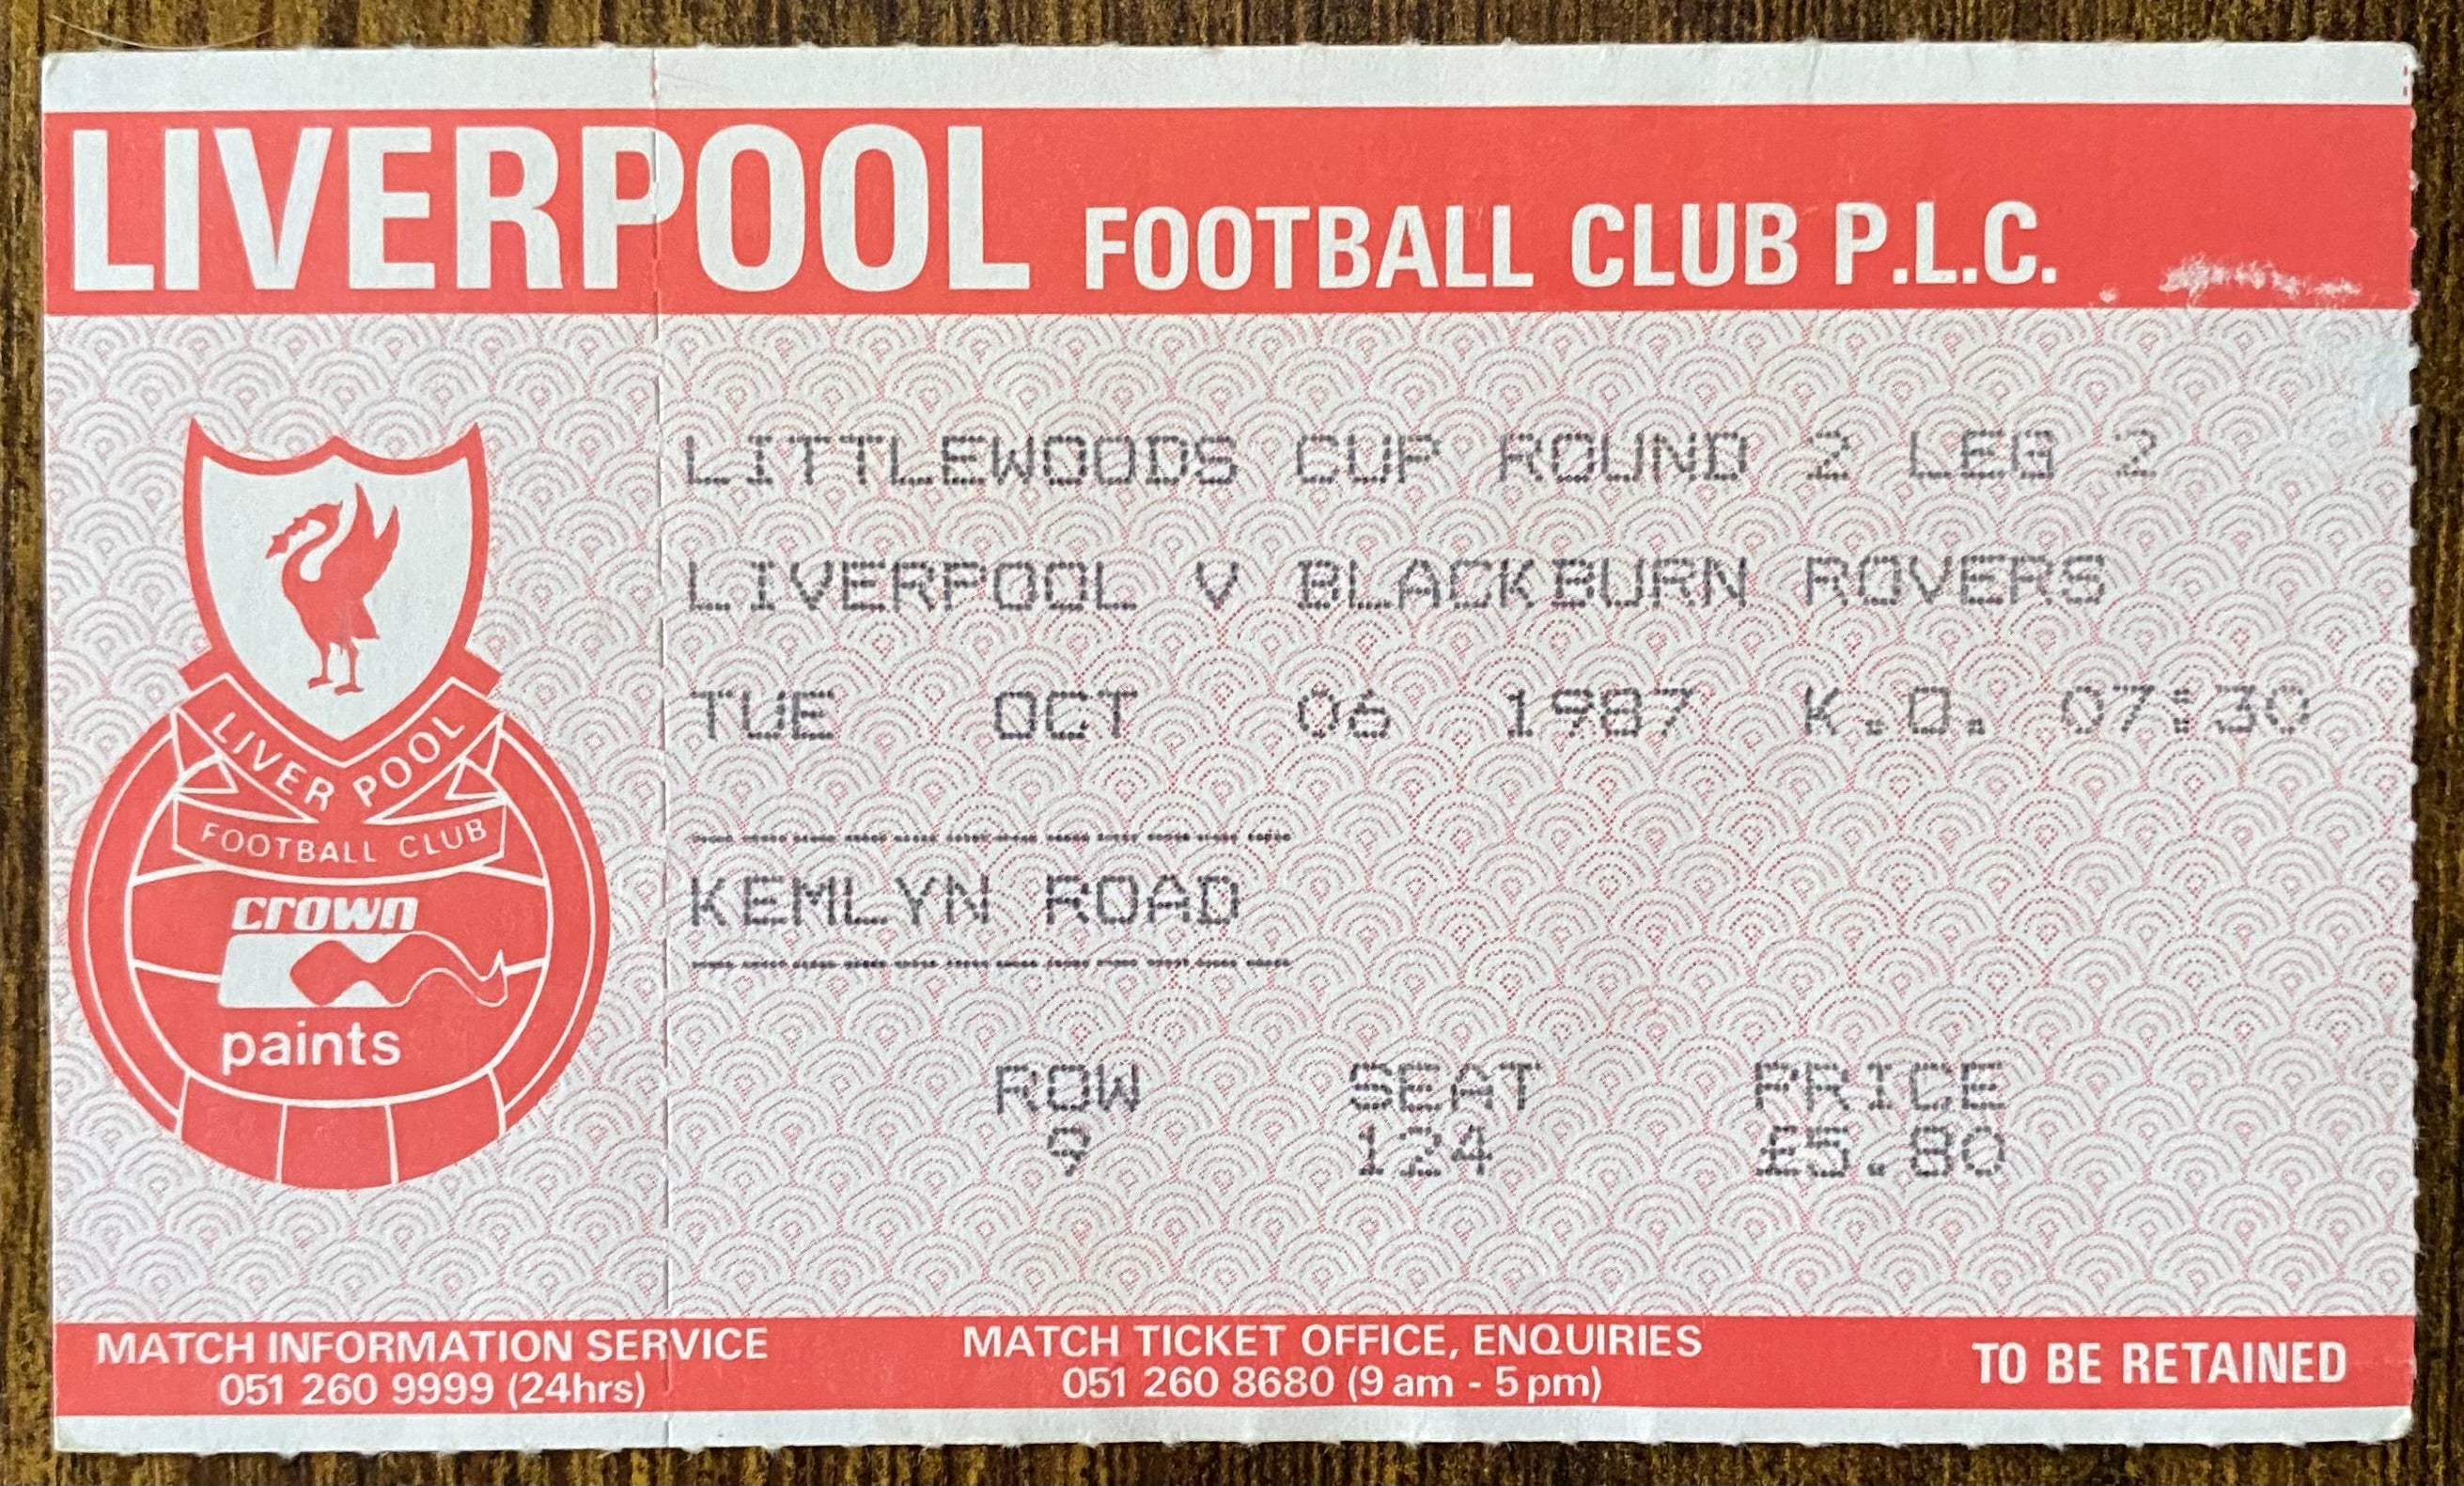 LIVERPOOL FOOTBALL CLUB P.L.C.
LITTLEWOODS CUP ROUND 2 LEG 2
LIVERPOOL V BLACKBURN ROVERS
TUE OCT 06 1987 K.O. 07:30
KEMLYN ROAD
ROW SEAT PRICE
9 124 £5.80
LIVERPOOL
FOOTBALL CLUB
crown
paints
MATCH INFORMATION SERVICE
051 260 9999 (24hrs)
MATCH TICKET OFFICE, ENQUIRIES
051 260 8680 (9 am - 5 pm)
TO BE RETAINED